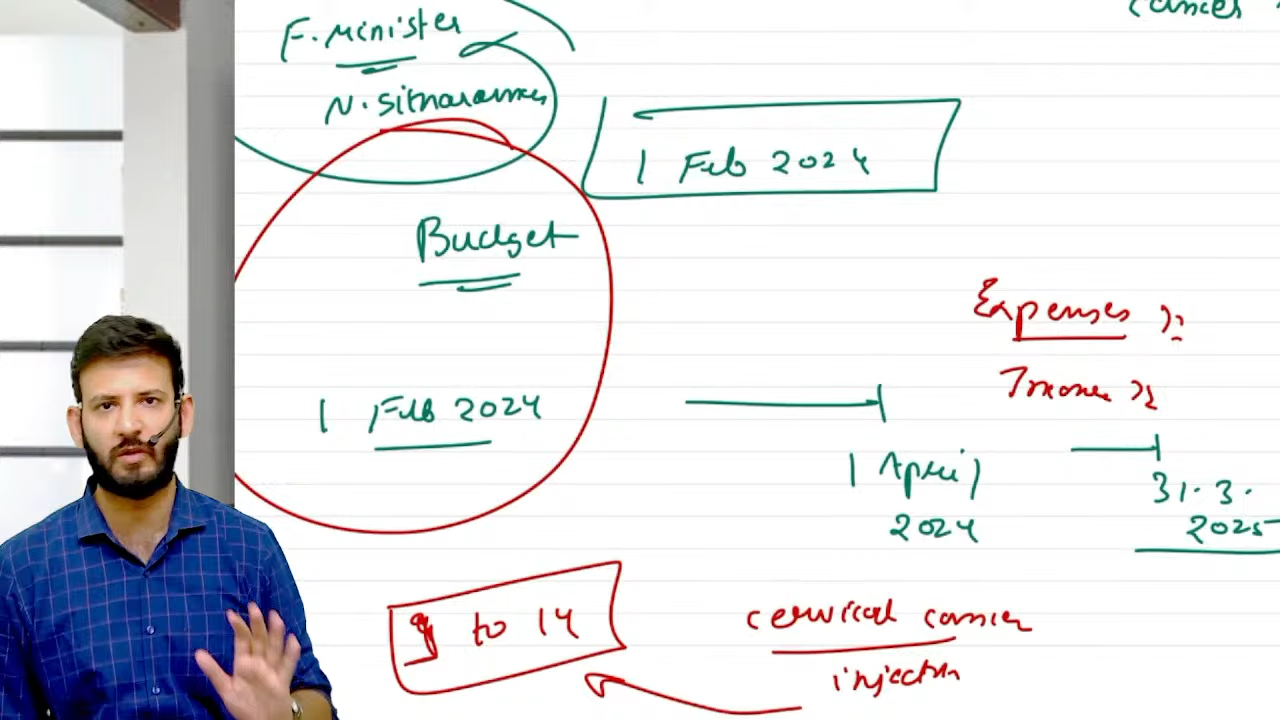 cancer
F. Minister
N. Sitharaman
1 Feb 2024
Budget
Expenses
Income
1 Feb 2024
1 April
2024
31.3.
2025
9 to 14
cervical cancer
injection